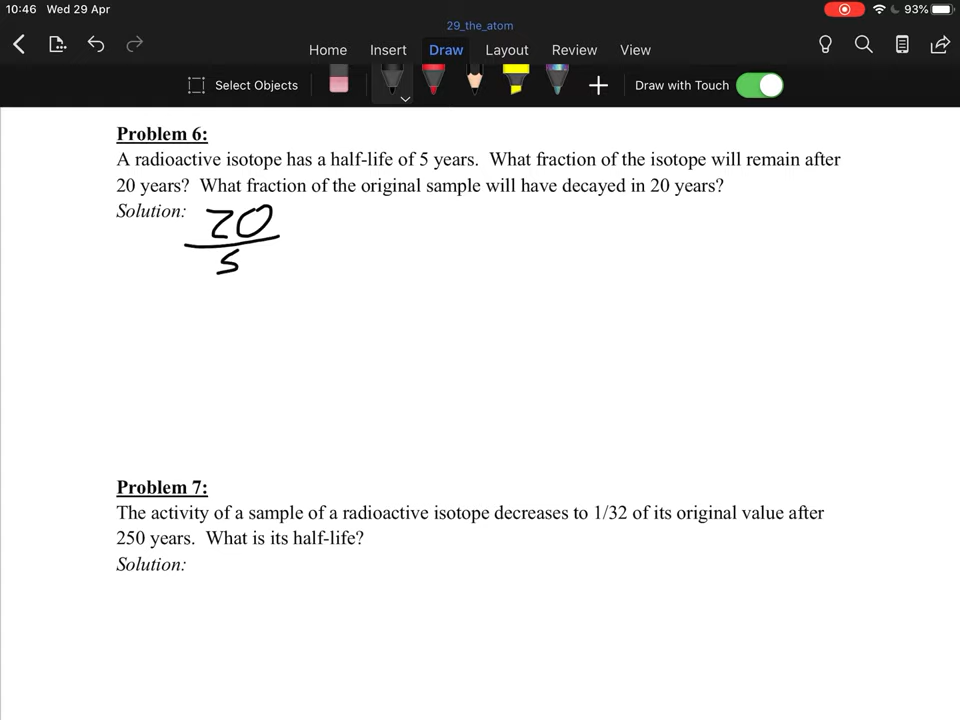 10:46 Wed 29 Apr
93%
29_the_atom
Home Insert Draw Layout Review View
Select Objects
Draw with Touch
Problem 6:
A radioactive isotope has a half-life of 5 years. What fraction of the isotope will remain after
20 years? What fraction of the original sample will have decayed in 20 years?
Solution:
20
5
Problem 7:
The activity of a sample of a radioactive isotope decreases to 1/32 of its original value after
250 years. What is its half-life?
Solution: